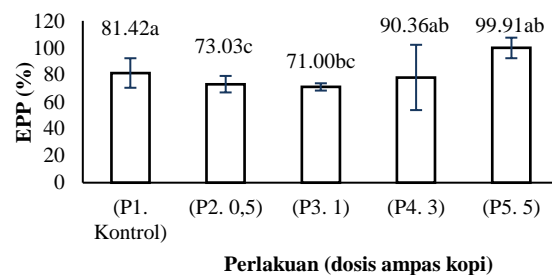 120
100
80
60
40
20
0
EPP (%)
81.42a
73.03c
71.00bc
90.36ab
99.91ab
(P1. Kontrol)
(P2. 0,5)
(P3. 1)
(P4. 3)
(P5. 5)
Perlakuan (dosis ampas kopi)